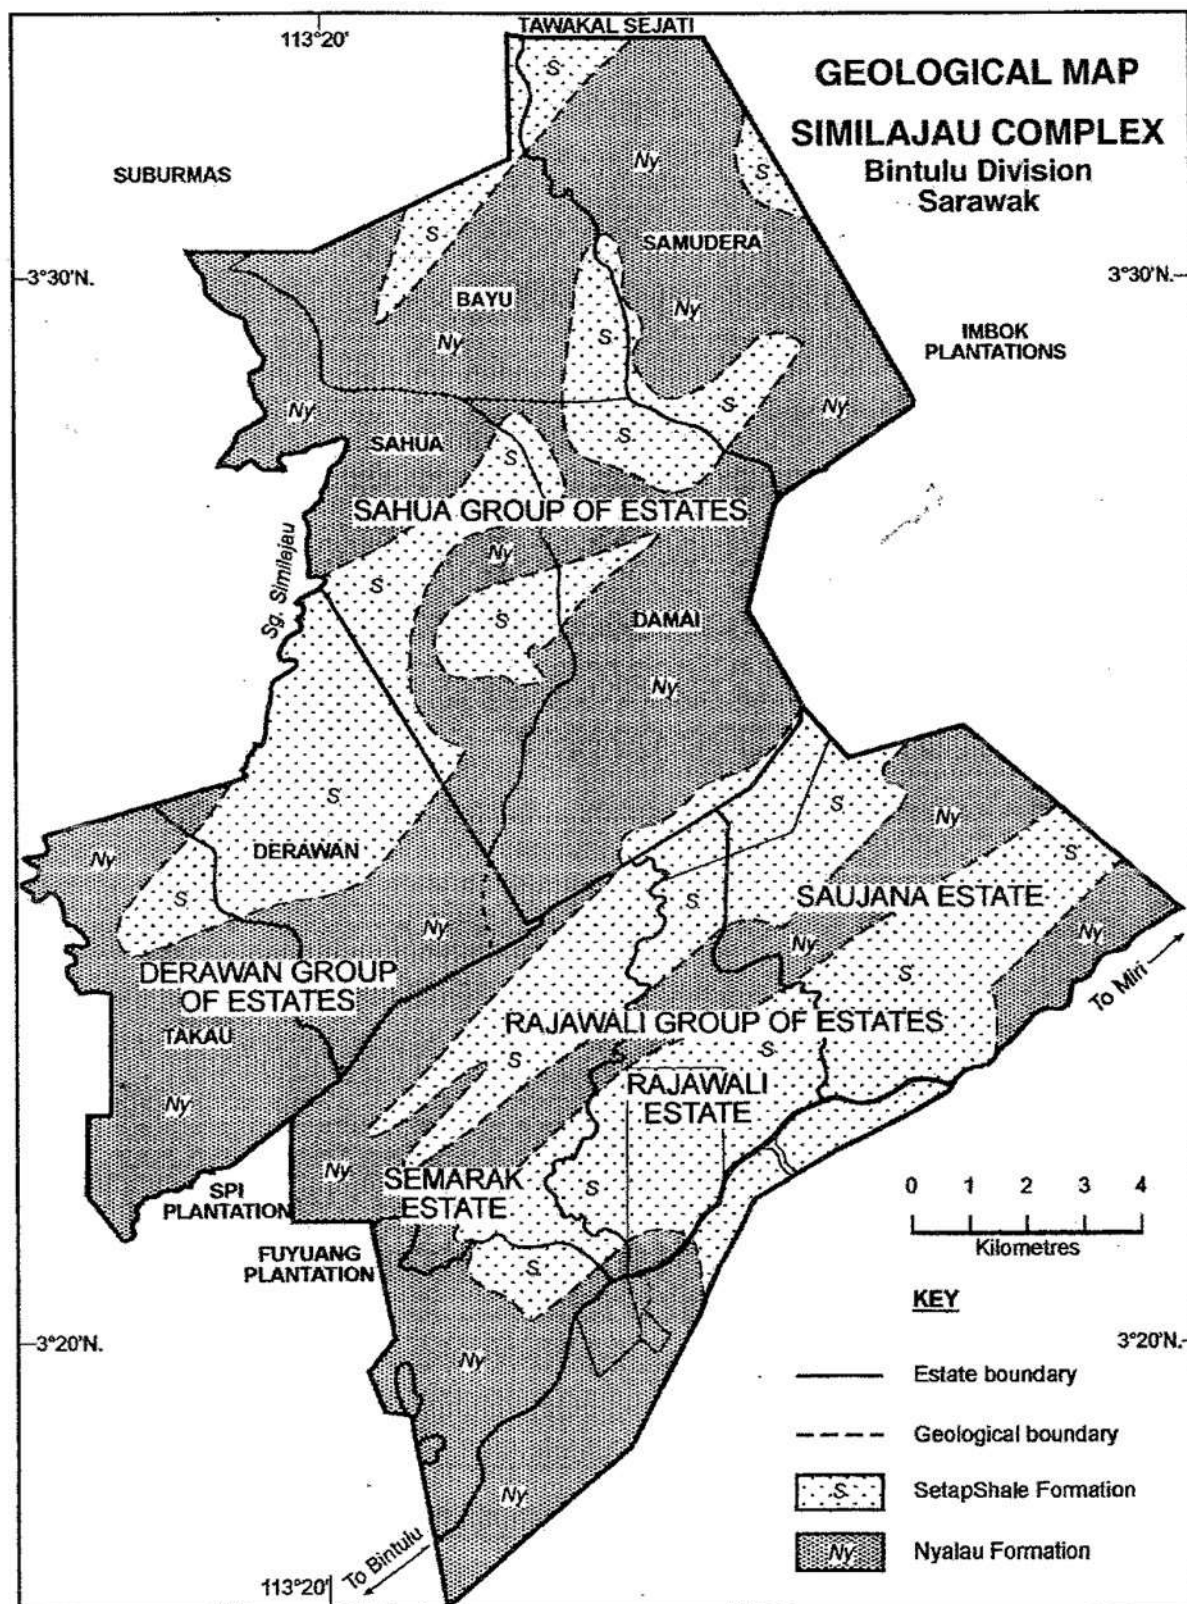 TAWAKAL SEJATI
113°20'
GEOLOGICAL MAP
SIMILAJAU COMPLEX
Bintulu Division
Sarawak
S
Ny
S
SUBURMAS
S
SAMUDERA
3°30'N.
3°30'N.
BAYU
Ny
Ny
S
IMBOK
PLANTATIONS
Ny
S
Ny
SAHUA
S
S
SAHUA GROUP OF ESTATES
Ny
Sg. Similajau
S
S
DAMAI
Ny
S
S
Ny
DERAWAN
Ny
S
S
Ny
S
SAUJANA ESTATE
Ny
Ny
DERAWAN GROUP
OF ESTATES
S
To Miri
RAJAWALI GROUP OF ESTATES
TAKAU
S
S
RAJAWALI
ESTATE
Ny
Ny
SEMARAK
ESTATE
S
SPI
PLANTATION
0 1 2 3 4
Kilometres
FUYUANG
PLANTATION
S
KEY
3°20'N.
3°20'N.
Ny
Estate boundary
Geological boundary
S
SetapShale Formation
Ny
Ny
Nyalau Formation
To Bintulu
113°20'